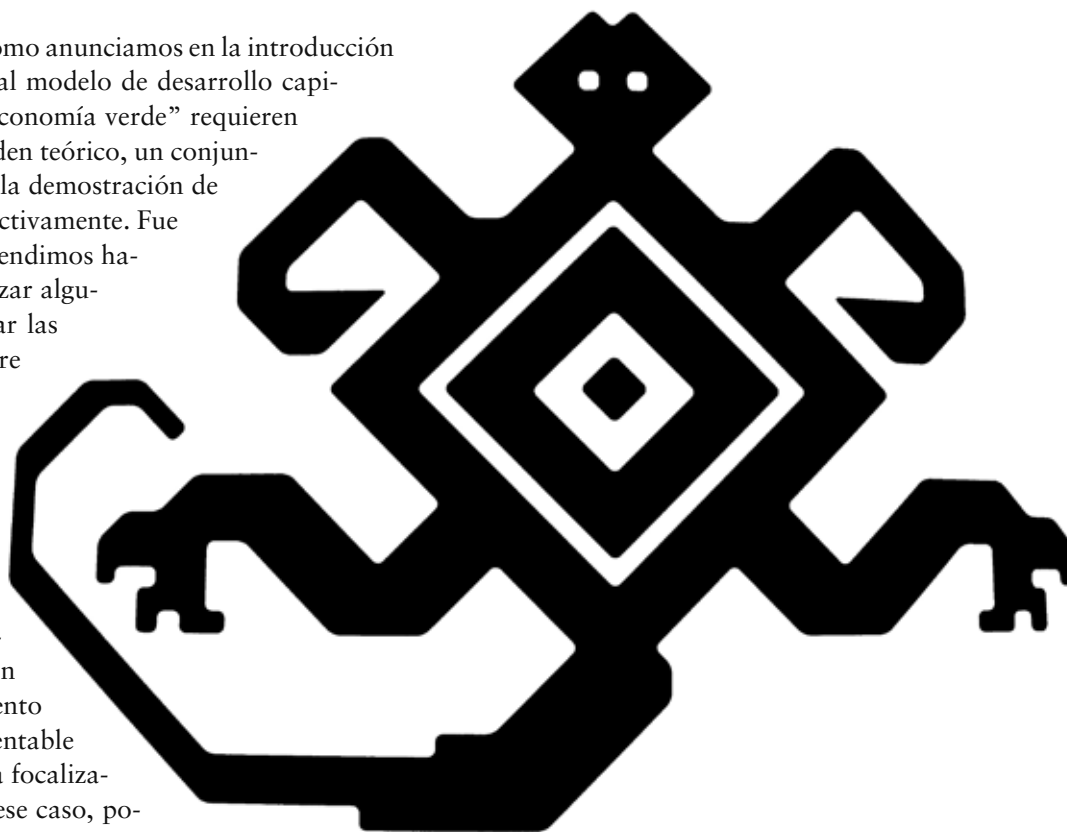 omo anunciamos en la introducción
al modelo de desarrollo capi-
conomía verde” requieren
den teórico, un conjun-
la demostración de
ctivamente. Fue
endimos ha-
zar algu-
ar las
re
n
ento
entable
focaliza-
ese caso, po-